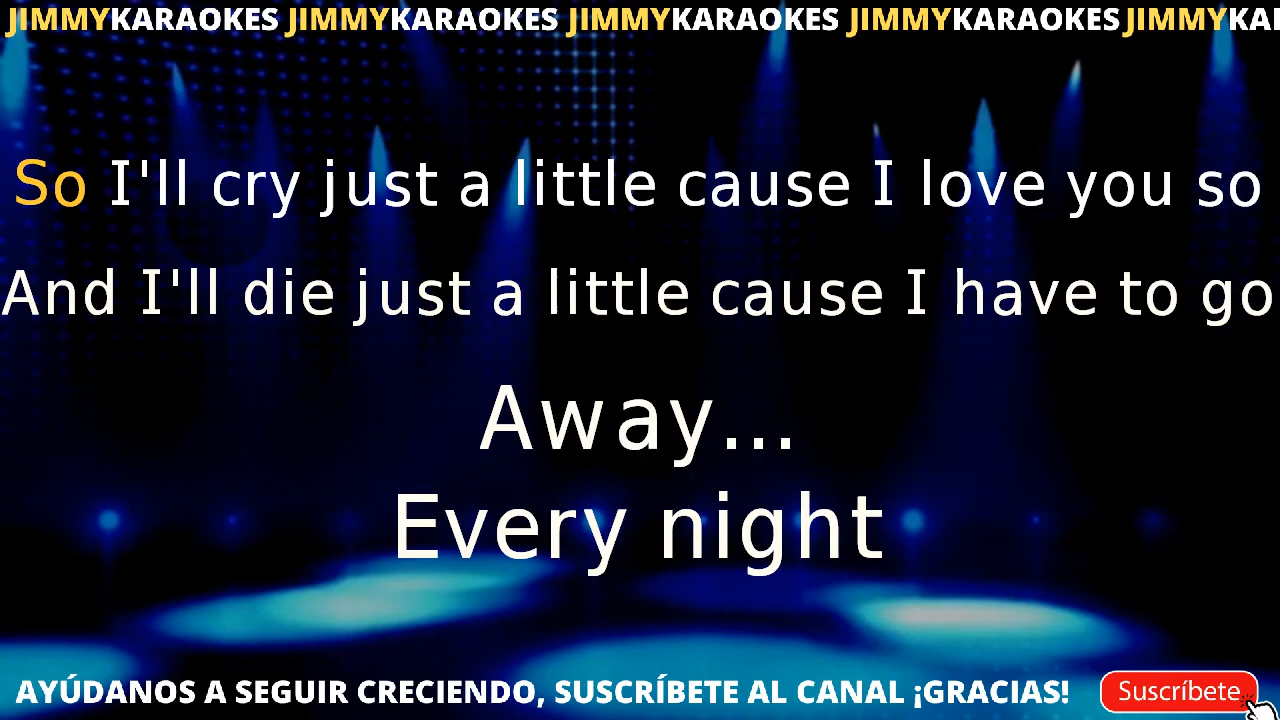 JIMMYKARAOKES JIMMYKARAOKES JIMMYKARAOKES JIMMYKARAOKES JIMMYKA
So I'll cry just a little cause I love you so
And I'll die just a little cause I have to go
Away...
Every night
AYÚDANOS A SEGUIR CRECIENDO, SUSCRÍBETE AL CANAL ¡GRACIAS! Suscríbete